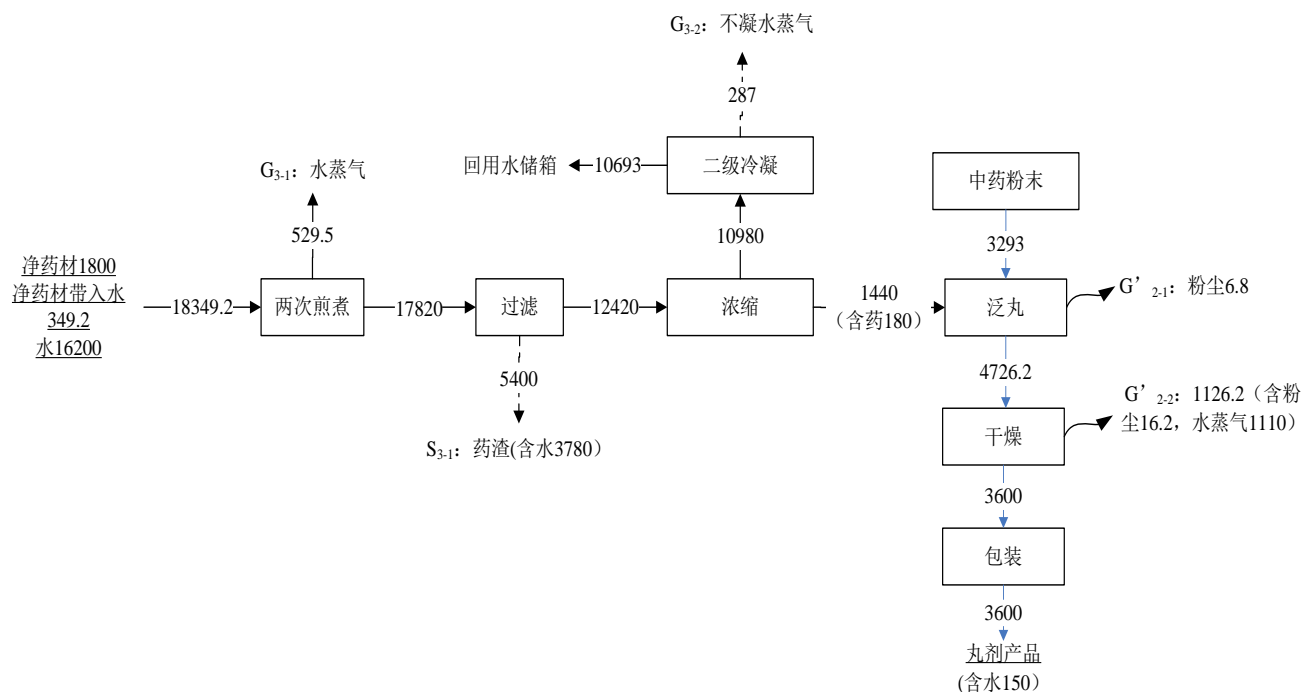 G3-2：不凝水蒸气
287
回用水储箱
10693
二级冷凝
G3-1：水蒸气
中药粉末
529.5
10980
3293
净药材1800
净药材带入水
349.2
水16200
18349.2
两次煎煮
17820
过滤
12420
浓缩
1440
（含药180）
泛丸
G’ 2-1：粉尘6.8
5400
4726.2
S3-1：药渣(含水3780）
干燥
G’ 2-2：1126.2（含粉
尘16.2，水蒸气1110）
3600
包装
3600
丸剂产品
(含水150）